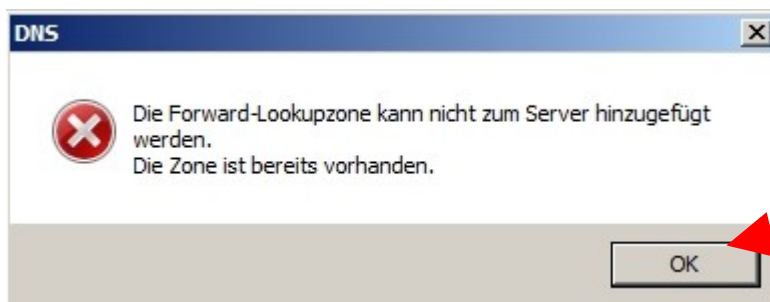 DNS
Die Forward-Lookupzone kann nicht zum Server hinzugefügt
werden.
Die Zone ist bereits vorhanden.
OK